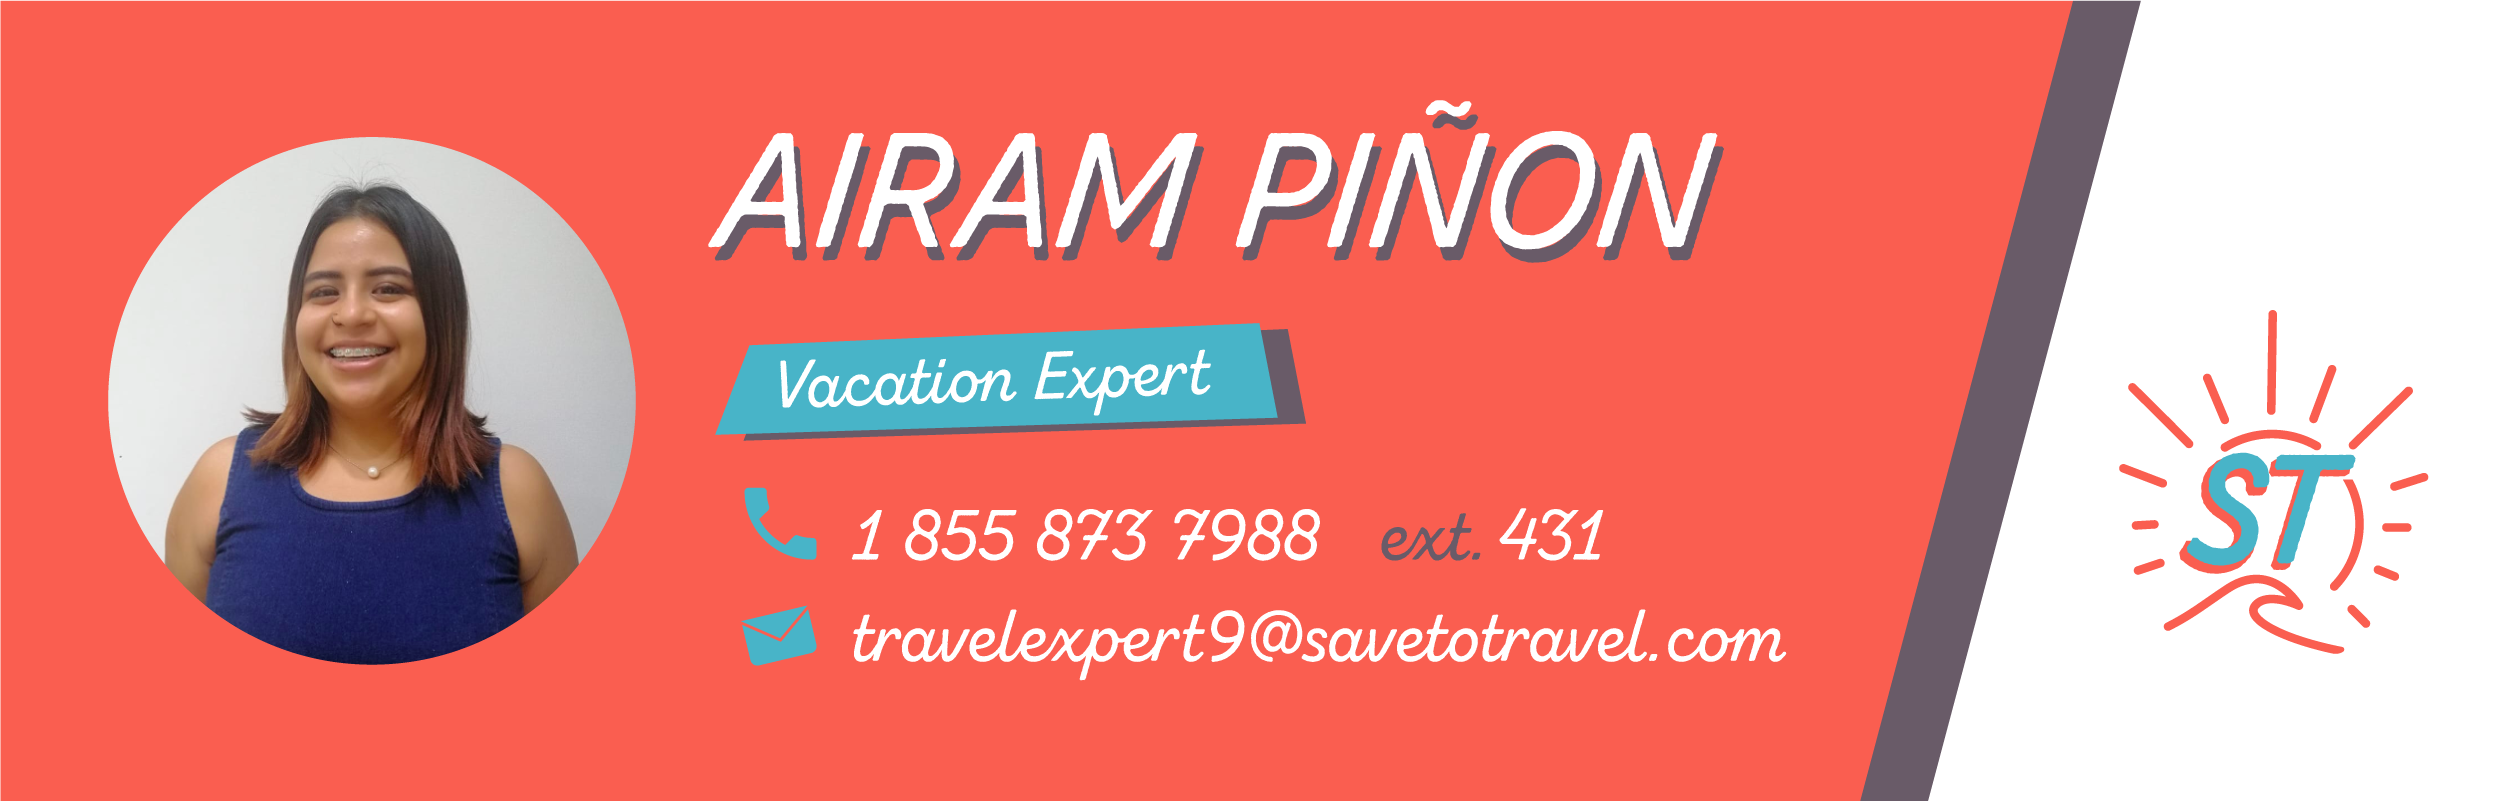 AIRAM PIÑON
Vacation Expert
1 855 873 7988 ext. 431
travelexpert9@savetotravel.com
ST